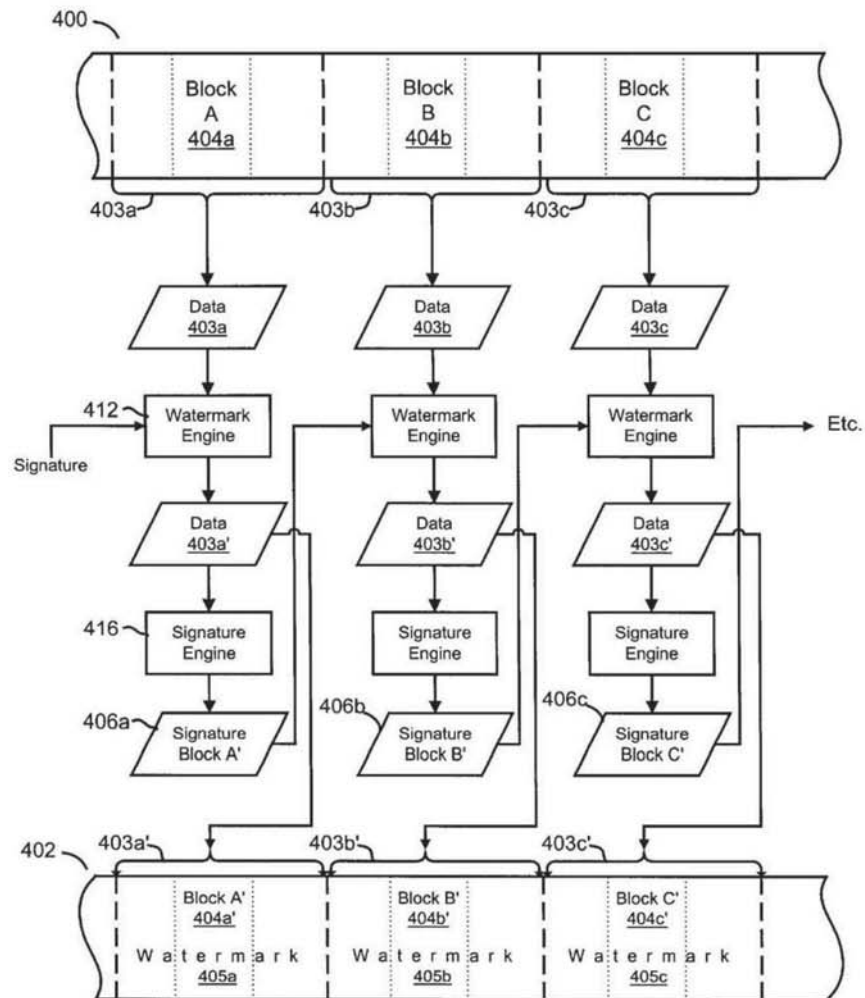 400
Block
A
404a
Block
B
404b
Block
C
404c
403a
403b
403c
Data
403a
Data
403b
Data
403c
412
Watermark
Engine
Watermark
Engine
Watermark
Engine
Etc.
Signature
Data
403a'
Data
403b'
Data
403c'
416
Signature
Engine
Signature
Engine
Signature
Engine
406a
Signature
Block A'
406b
Signature
Block B'
406c
Signature
Block C'
402
403a'
403b'
403c'
Block A'
404a'
Block B'
404b'
Block C'
404c'
Watermark
405a
Watermark
405b
Watermark
405c